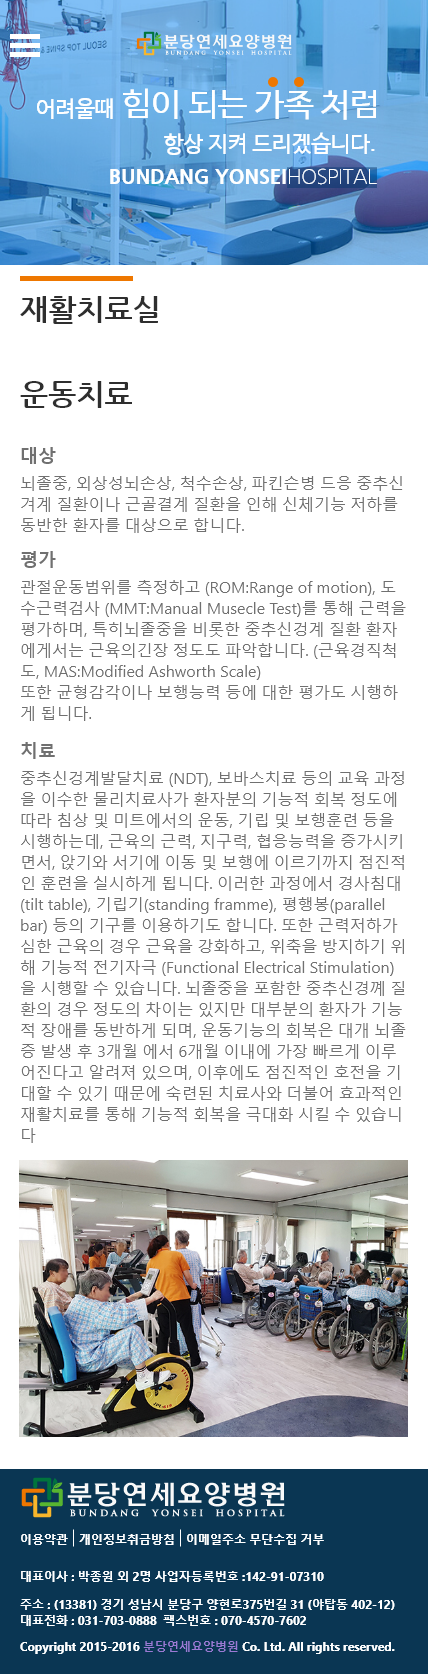 SEOUL TOP SPINE &
분당연세요양병원
BUNDANG YONSEI HOSPITAL
어려울때 힘이 되는 가족 처럼
항상 지켜 드리겠습니다.
BUNDANG YONSEIHOSPITAL
재활치료실
운동치료
대상
뇌졸중, 외상성뇌손상, 척수손상, 파킨슨병 드응 중추신
겨계 질환이나 근골결계 질환을 인해 신체기능 저하를
동반한 환자를 대상으로 합니다.
평가
관절운동범위를 측정하고 (ROM:Range of motion), 도
수근력검사 (MMT:Manual Musecle Test)를 통해 근력을
평가하며, 특히뇌졸중을 비롯한 중추신겅계 질환 환자
에게서는 근육의긴장 정도도 파악합니다. (근육경직척
도, MAS:Modified Ashworth Scale)
또한 균형감각이나 보행능력 등에 대한 평가도 시행하
게 됩니다.
치료
중추신겅계발달치료 (NDT), 보바스치료 등의 교육 과정
을 이수한 물리치료사가 환자분의 기능적 회복 정도에
따라 침상 및 미트에서의 운동, 기립 및 보행훈련 등을
시행하는데, 근육의 근력, 지구력, 협응능력을 증가시키
면서, 앉기와 서기에 이동 및 보행에 이르기까지 점진적
인 훈련을 실시하게 됩니다. 이러한 과정에서 경사침대
(tilt table), 기립기(standing framme), 평행봉(parallel
bar) 등의 기구를 이용하기도 합니다. 또한 근력저하가
심한 근육의 경우 근육을 강화하고, 위축을 방지하기 위
해 기능적 전기자극 (Functional Electrical Stimulation)
을 시행할 수 있습니다. 뇌졸중을 포함한 중추신경꼐 질
환의 경우 정도의 차이는 있지만 대부분의 환자가 기능
적 장애를 동반하게 되며, 운동기능의 회복은 대개 뇌졸
증 발생 후 3개월 에서 6개월 이내에 가장 빠르게 이루
어진다고 알려져 있으며, 이후에도 점진적인 호전을 기
대할 수 있기 때문에 숙련된 치료사와 더불어 효과적인
재활치료를 통해 기능적 회복을 극대화 시킬 수 있습니
다
분당연세요양병원
BUNDANG YONSEI HOSPITAL
이용약관 | 개인정보취급방침 | 이메일주소 무단수집 거부
대표이사 : 박종원 외 2명 사업자등록번호 :142-91-07310
주소 : (13381) 경기 성남시 분당구 양현로375번길 31 (야탑동 402-12)
대표전화 : 031-703-0888 팩스번호 : 070-4570-7602
Copyright 2015-2016 분당연세요양병원 Co. Ltd. All rights reserved.